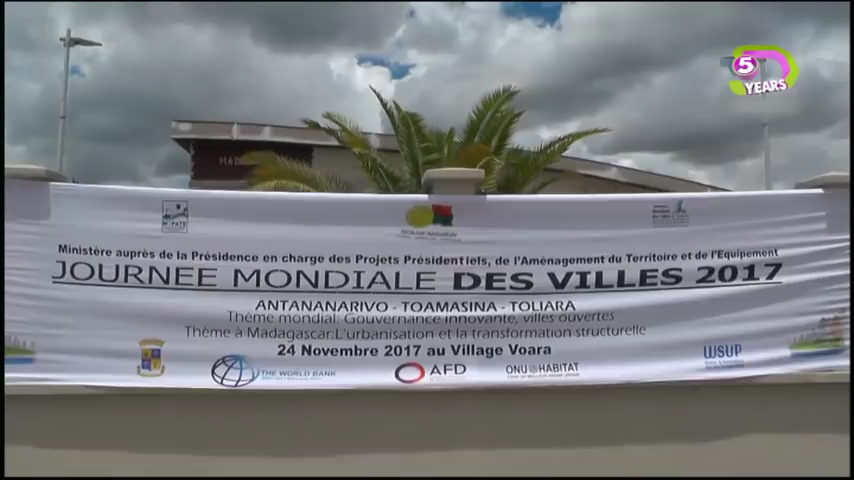 5
YEARS
Ministère auprès de la Présidence en charge des Projets Présidentiels, de l'Aménagement du Territoire et de l'Equipement
JOURNEE MONDIALE DES VILLES 2017
ANTANANARIVO - TOAMASINA - TOLIARA
Thème mondial: Gouvernance innovante, villes ouvertes
Thème à Madagascar: L'urbanisation et la transformation structurelle
24 Novembre 2017 au Village Voara
THE WORLD BANK
AFD
ONU HABITAT
WSUP